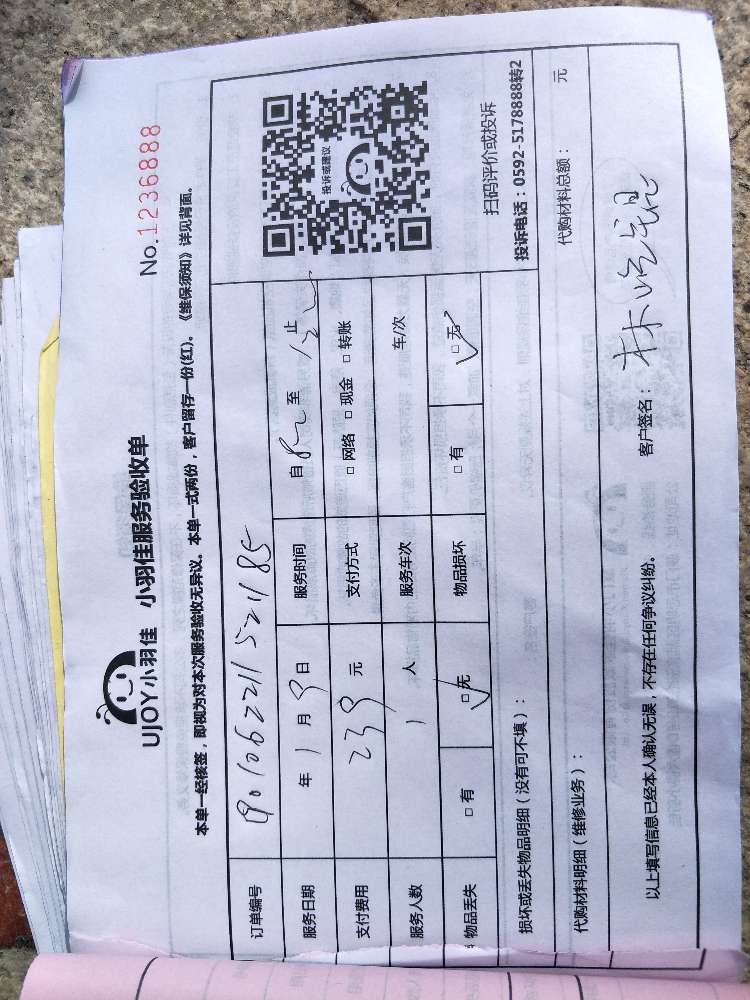 UJOY小羽佳 小羽佳服务验收单
No.1236888
本单一经核签，即视为对本次服务验收无异议。本单一式两份，客户留存一份(红)。《维保须知》详见背面。
订单编号 9010622115221185
服务日期 年 1 月 9 日 服务时间 自 至 止
支付费用 239 元 支付方式 □ 网络 □ 现金 □ 转账
服务人数 1 人 服务车次 车/次
物品丢失 □ 有 □ 无 物品损坏 □ 有 □ 无
投诉或建议
扫码评价或投诉
投诉电话：0592-5178888转2
损坏或丢失物品明细（没有可不填）：
代购材料明细（维修业务）： 代购材料总额： 元
以上填写信息已经本人确认无误，不存在任何争议纠纷。 客户签名：